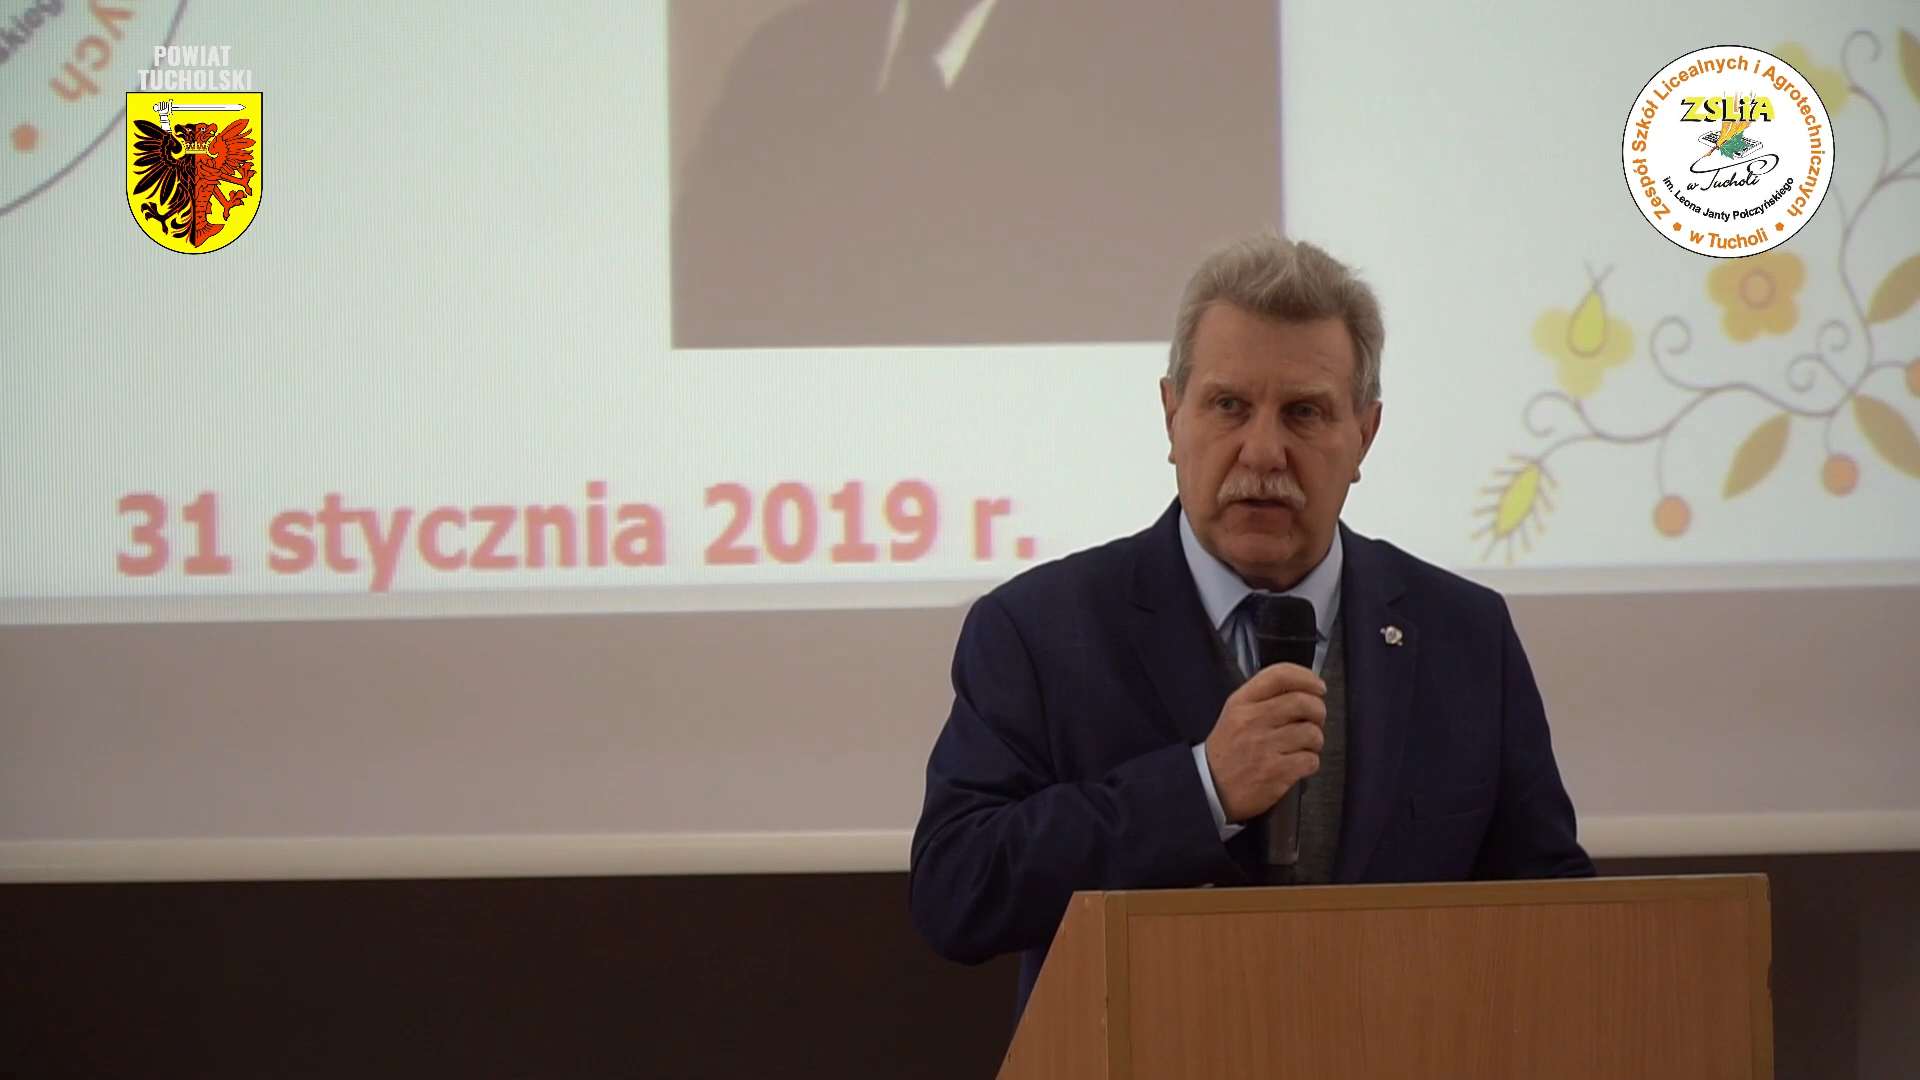 POWIAT
TUCHOLSKI
Zespół Szkół Licealnych i Agrotechnicznych
ZSLiA
w Tucholi
im. Leona Janty Połczyńskiego
• w Tucholi •
31 stycznia 2019 r.